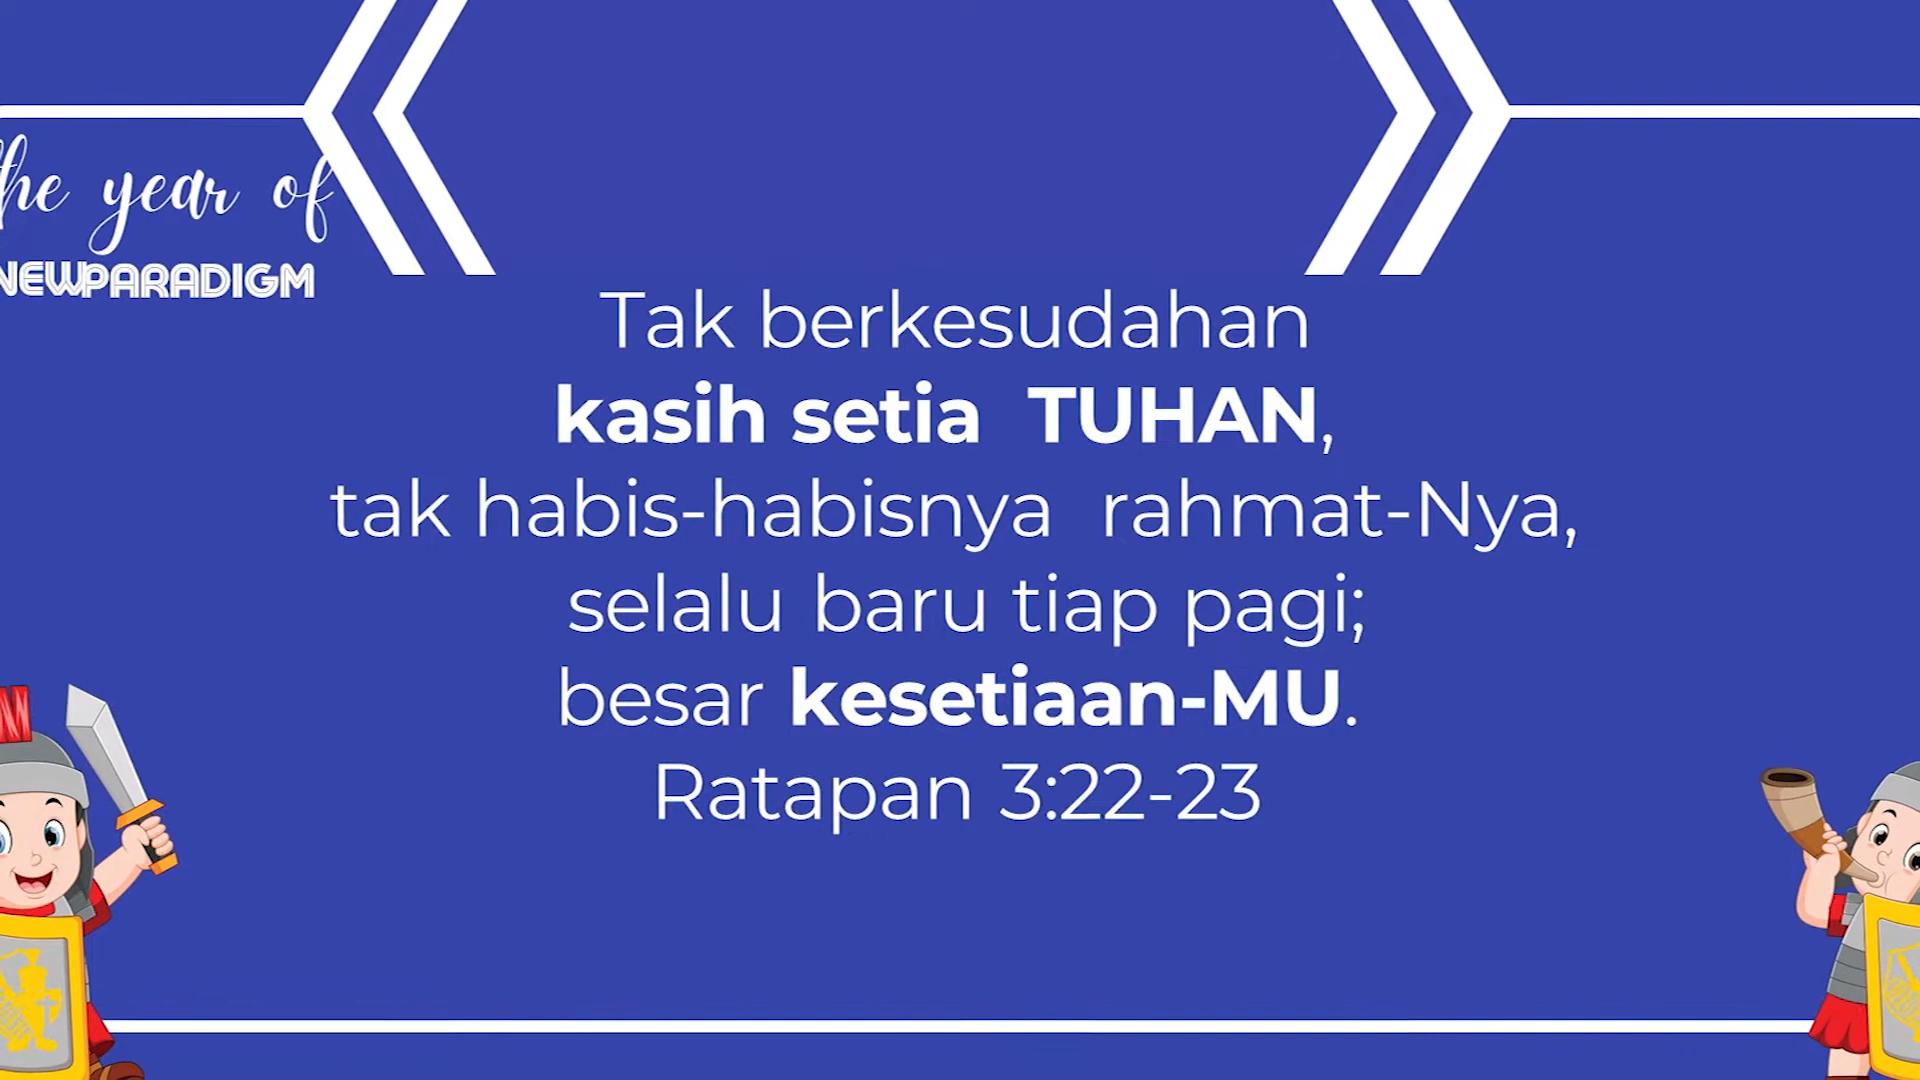 the year of
NEWPARADIGM
Tak berkesudahan
kasih setia TUHAN,
tak habis-habisnya rahmat-Nya,
selalu baru tiap pagi;
besar kesetiaan-MU.
Ratapan 3:22-23